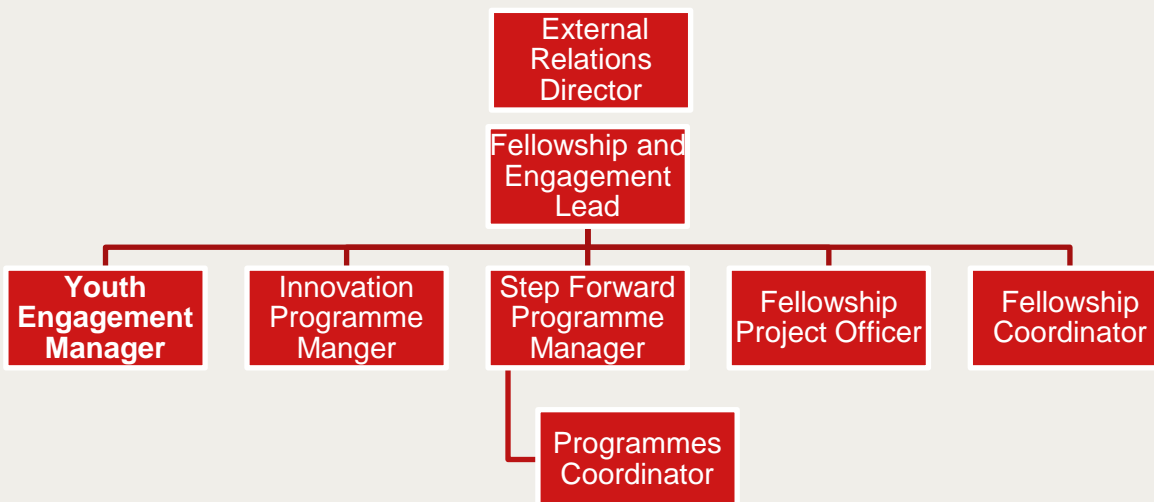 External
Relations
Director
Fellowship and
Engagement
Lead
Youth
Engagement
Manager
Innovation
Programme
Manger
Step Forward
Programme
Manager
Fellowship
Project Officer
Fellowship
Coordinator
Programmes
Coordinator